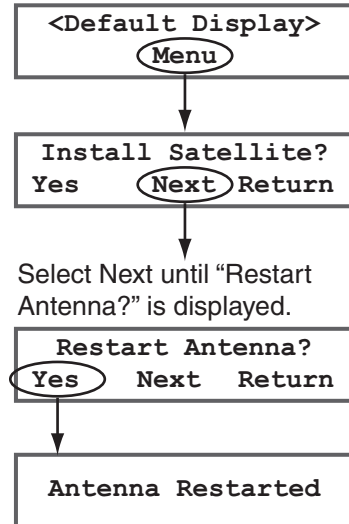 <Default Display>
Menu
Install Satellite?
Yes Next Return
Select Next until “Restart
Antenna?” is displayed.
Restart Antenna?
Yes Next Return
Antenna Restarted